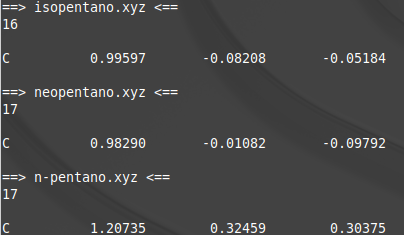 ==> isopentano.xyz <==
16
C 0.99597 -0.08208 -0.05184
==> neopentano.xyz <==
17
C 0.98290 -0.01082 -0.09792
==> n-pentano.xyz <==
17
C 1.20735 0.32459 0.30375